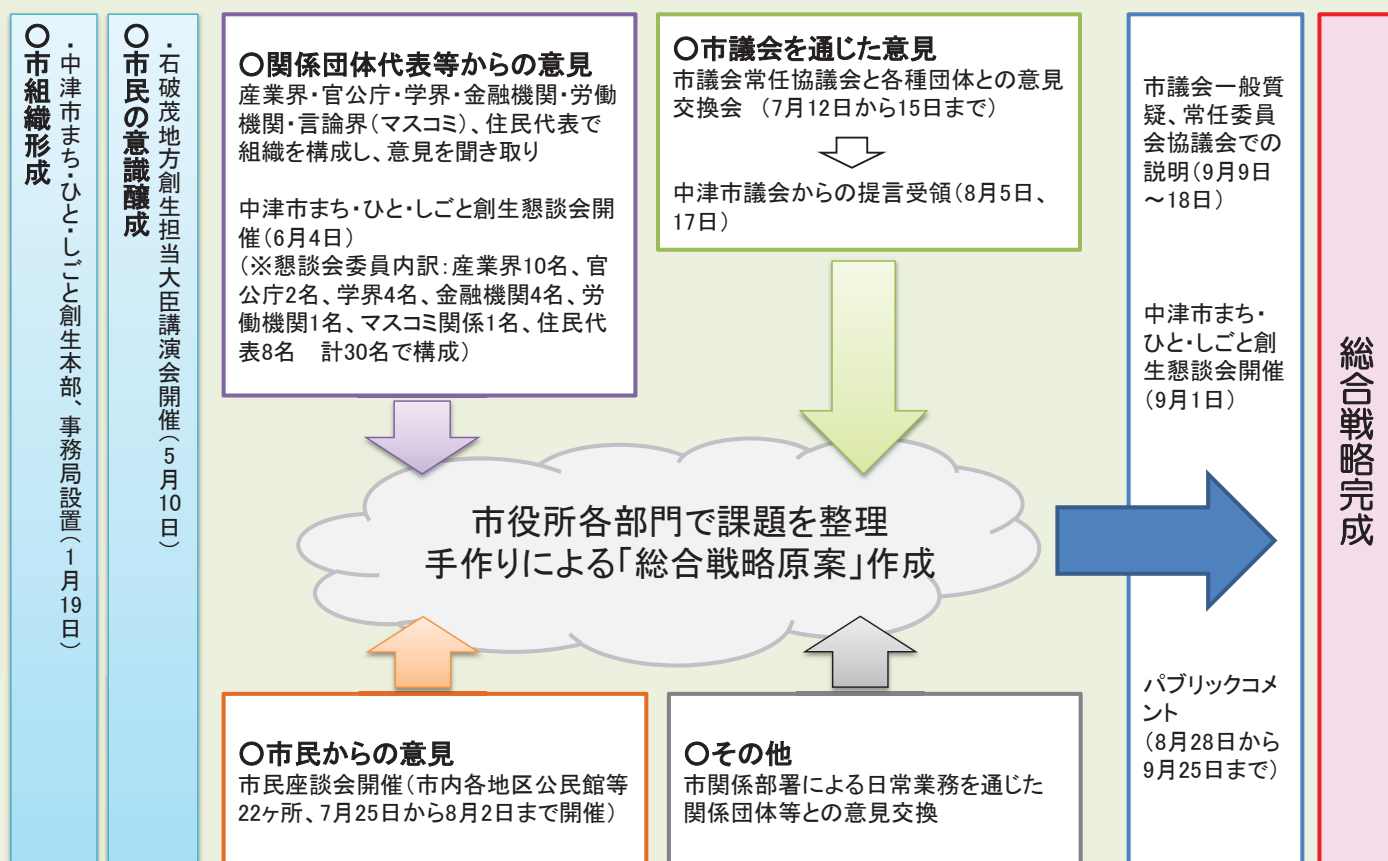 〇市組織形成
・中津市まち・ひと・しごと創生本部、事務局設置(1月19日)
〇市民の意識醸成
・石破茂地方創生担当大臣講演会開催(5月10日)
〇関係団体代表等からの意見
産業界・官公庁・学界・金融機関・労働
機関・言論界(マスコミ)、住民代表で
組織を構成し、意見を聞き取り
中津市まち・ひと・しごと創生懇談会開
催(6月4日)
(※懇談会委員内訳:産業界10名、官
公庁2名、学界4名、金融機関4名、労
働機関1名、マスコミ関係1名、住民代
表8名 計30名で構成)
〇市議会を通じた意見
市議会常任協議会と各種団体との意見
交換会 (7月12日から15日まで)
中津市議会からの提言受領(8月5日、
17日)
市役所各部門で課題を整理
手作りによる「総合戦略原案」作成
〇市民からの意見
市民座談会開催(市内各地区公民館等
22ヶ所、7月25日から8月2日まで開催)
〇その他
市関係部署による日常業務を通じた
関係団体等との意見交換
市議会一般質
疑、常任委員
会協議会での
説明(9月9日
~18日)
中津市まち・
ひと・しごと創
生懇談会開催
(9月1日)
パブリックコメ
ント
(8月28日から
9月25日まで)
総合戦略完成